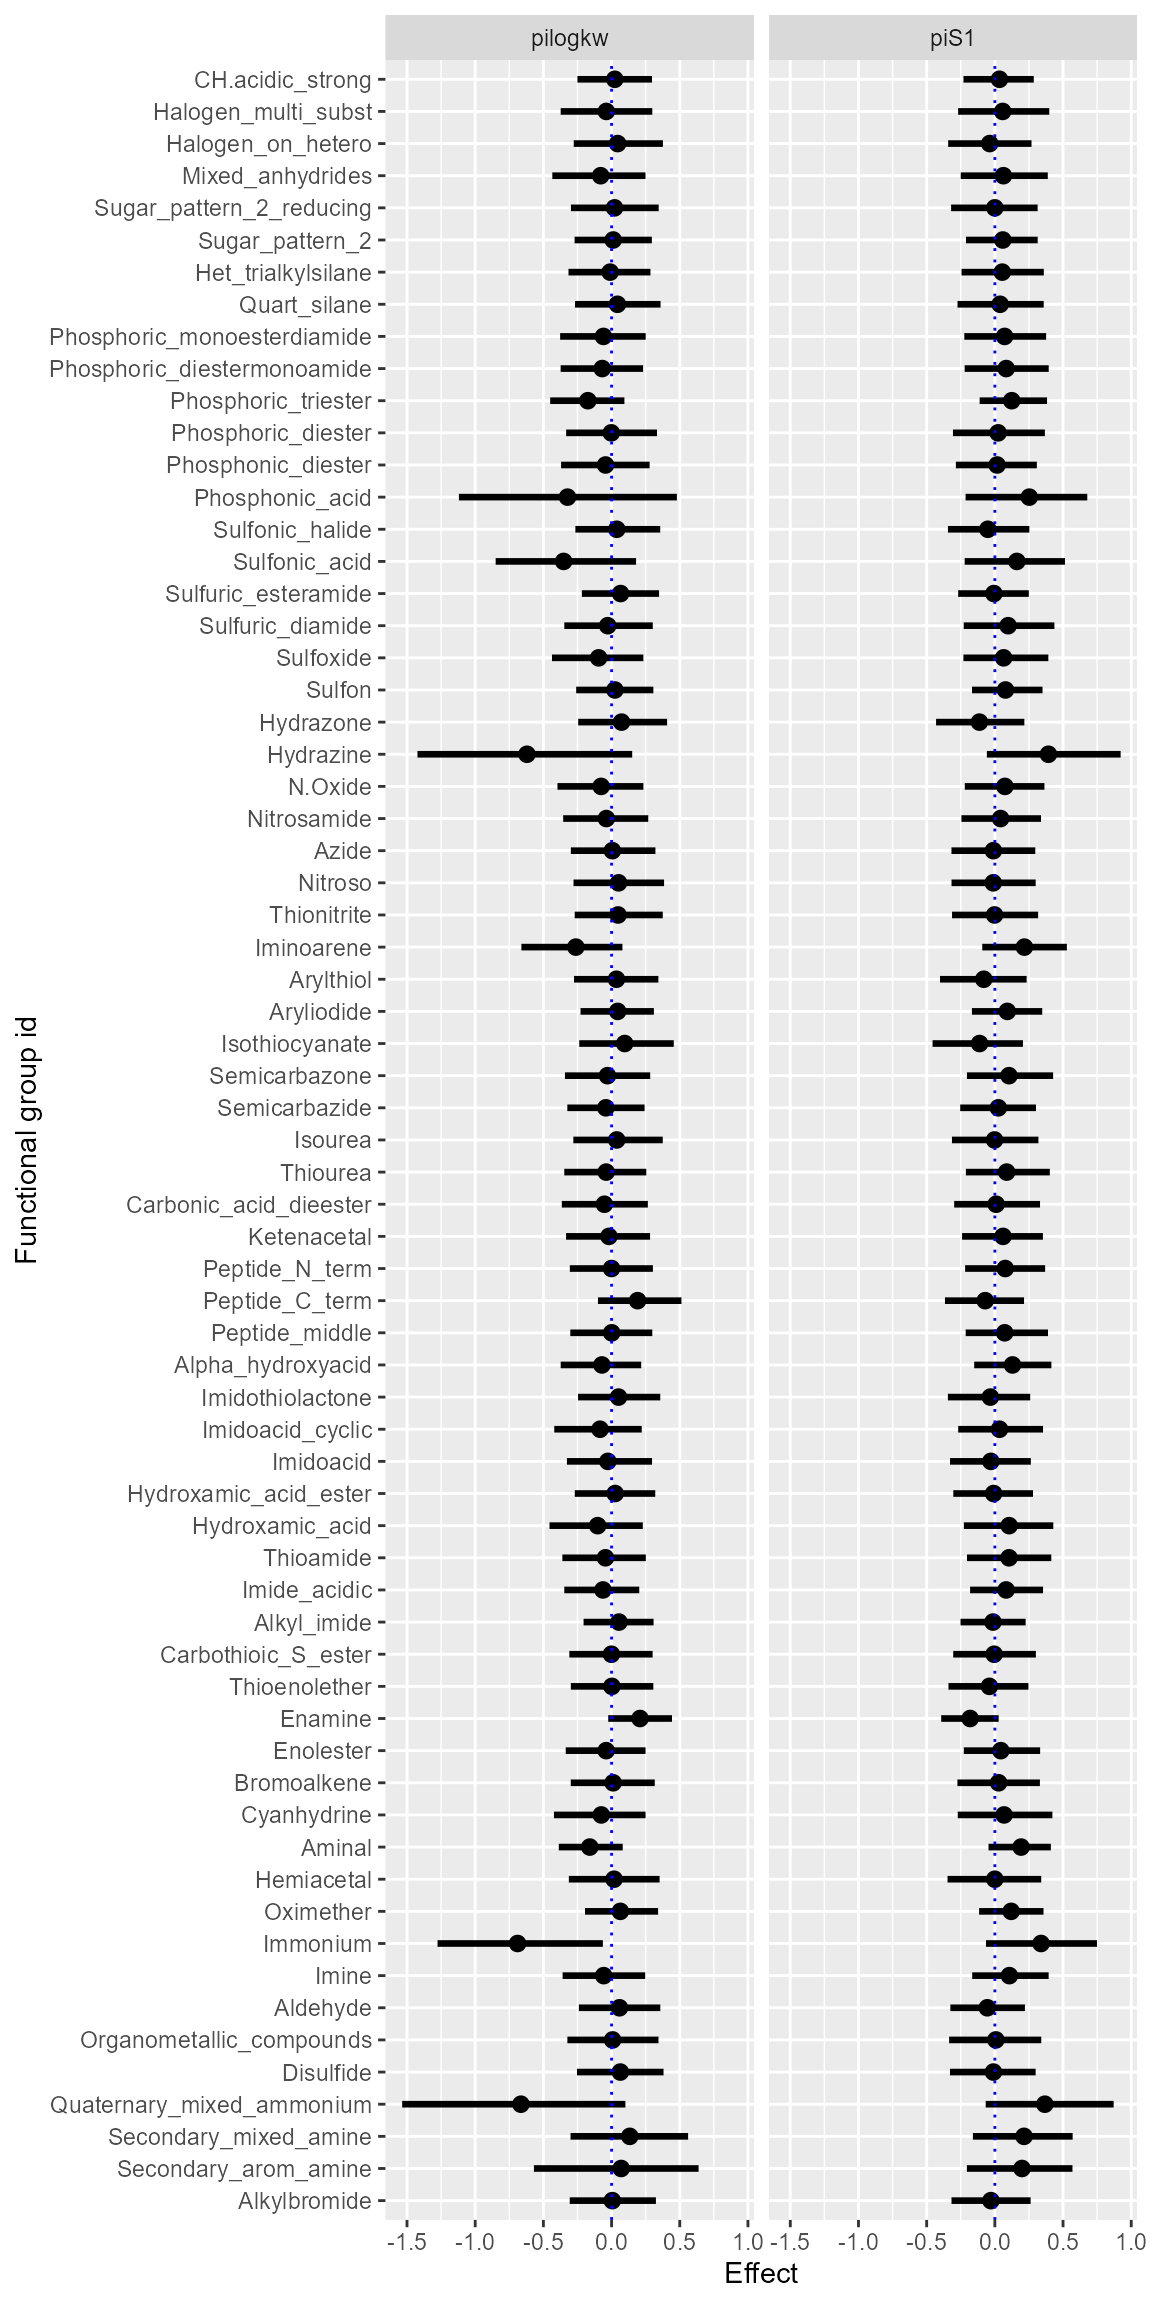 pilogkw piS1
CH.acidic_strong
Halogen_multi_subst
Halogen_on_hetero
Mixed_anhydrides
Sugar_pattern_2_reducing
Sugar_pattern_2
Het_trialkylsilane
Quart_silane
Phosphoric_monoesterdiamide
Phosphoric_diestermonoamide
Phosphoric_triester
Phosphoric_diester
Phosphonic_diester
Phosphonic_acid
Sulfonic_halide
Sulfonic_acid
Sulfuric_esteramide
Sulfuric_diamide
Sulfoxide
Sulfon
Hydrazone
Hydrazine
N.Oxide
Nitrosamide
Azide
Nitroso
Thionitrite
Iminoarene
Arylthiol
Aryliodide
Isothiocyanate
Semicarbazone
Semicarbazide
Isourea
Thiourea
Carbonic_acid_dieester
Ketenacetal
Peptide_N_term
Peptide_C_term
Peptide_middle
Alpha_hydroxyacid
Imidothiolactone
Imidoacid_cyclic
Imidoacid
Hydroxamic_acid_ester
Hydroxamic_acid
Thioamide
Imide_acidic
Alkyl_imide
Carbothioic_S_ester
Thioenolether
Enamine
Enolester
Bromoalkene
Cyanhydrine
Aminal
Hemiacetal
Oximether
Immonium
Imine
Aldehyde
Organometallic_compounds
Disulfide
Quaternary_mixed_ammonium
Secondary_mixed_amine
Secondary_arom_amine
Alkylbromide
Functional group id
-1.5 -1.0 -0.5 0.0 0.5 1.0 -1.5 -1.0 -0.5 0.0 0.5 1.0
Effect